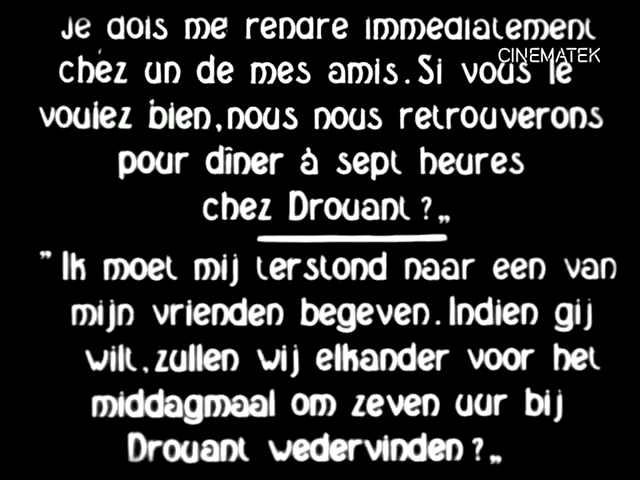 Je dois me rendre immédiatement
CINEMATEK
chez un de mes amis. Si vous le
voulez bien, nous nous retrouverons
pour dîner à sept heures
chez Drouant ?„
”Ik moet mij terstond naar een van
mijn vrienden begeven. Indien gij
wilt, zullen wij elkander voor het
middagmaal om zeven uur bij
Drouant wedervinden ?„